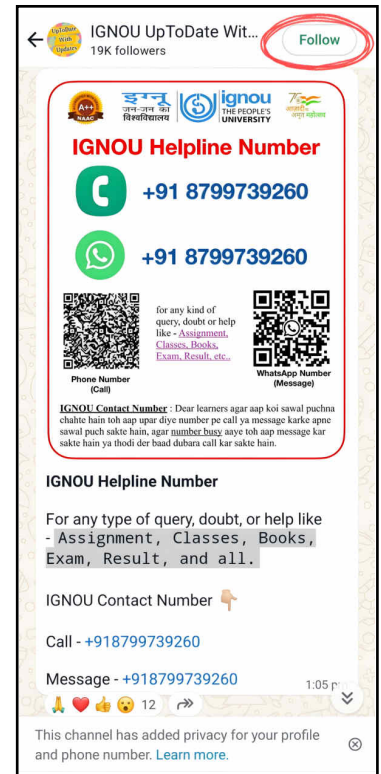 IGNOU UpToDate Wit...
19K followers
Follow
UpToDate
With
Updates
A++
NAAC
इग्नू
जन-जन का
विश्वविद्यालय
ignou
THE PEOPLE'S
UNIVERSITY
IGNOU Helpline Number
+91 8799739260
+91 8799739260
for any kind of
query, doubt or help
like - Assignment,
Classes, Books,
Exam, Result, etc..
Phone Number
(Call)
WhatsApp Number
(Message)
IGNOU Contact Number : Dear learners agar aap koi sawal puchna
chahte hain toh aap upar diye number pe call ya message karke apne
sawal puch sakte hain, agar number busy aaye toh aap message kar
sakte hain ya thodi der baad dubara call kar sakte hain.
IGNOU Helpline Number
For any type of query, doubt, or help like
- Assignment, Classes, Books,
Exam, Result, and all.
IGNOU Contact Number
Call - +918799739260
Message - +918799739260
1:05
12
This channel has added privacy for your profile
and phone number. Learn more.